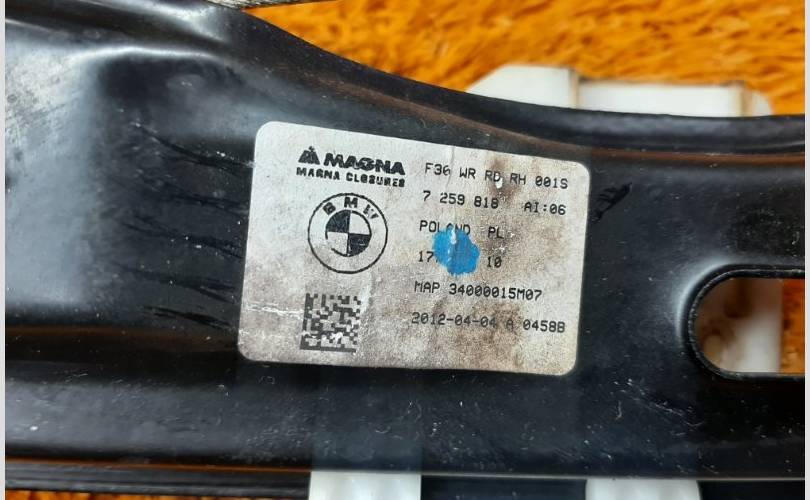 MAGNA
MAGNA CLOSURES
BMW
F30 WR RD RH 001S
7 259 818 AI:06
PL
10
MAP 34000015M07
2012-04-04 A 0458B